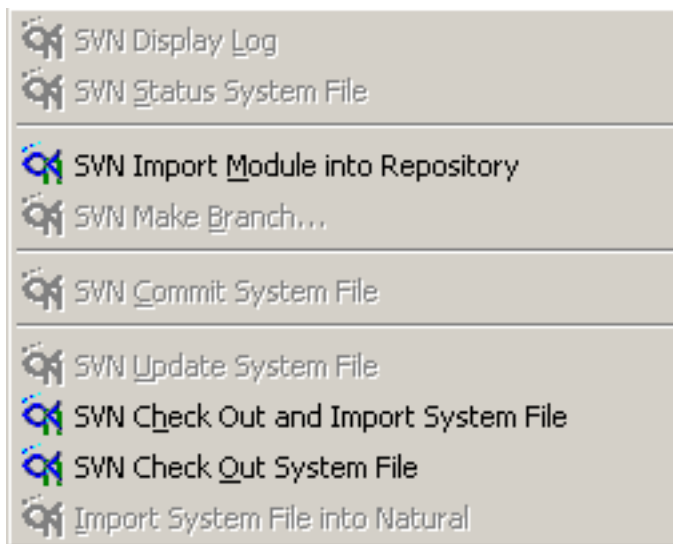 SVN Display Log
SVN Status System File
SVN Import Module into Repository
SVN Make Branch...
SVN Commit System File
SVN Update System File
SVN Check Out and Import System File
SVN Check Out System File
Import System File into Natural